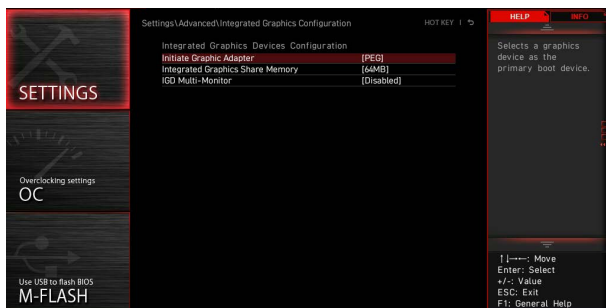 Settings\Advanced\Integrated Graphics Configuration
HOT KEY | ↰
Integrated Graphics Devices Configuration
Initiate Graphic Adapter [PEG]
Integrated Graphics Share Memory [64MB]
IGD Multi-Monitor [Disabled]
SETTINGS
Overclocking settings
OC
Use USB to flash BIOS
M-FLASH
HELP
INFO
Selects a graphics
device as the
primary boot device.
↑↓→←: Move
Enter: Select
+/-: Value
ESC: Exit
F1: General Help